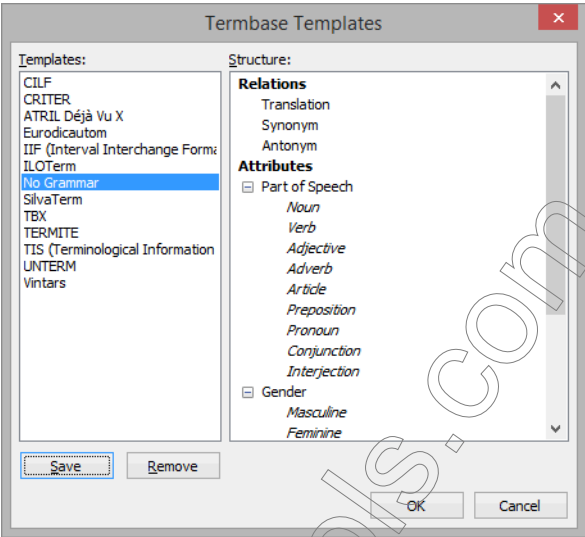 Termbase Templates
Templates:
CILF
CRITER
ATRIL Déjà Vu X
Eurodicautom
IIF (Interval Interchange Forma
ILOTerm
No Grammar
SilvaTerm
TBX
TERMITE
TIS (Terminological Information
UNTERM
Vintars
Structure:
Relations
Translation
Synonym
Antonym
Attributes
Part of Speech
Noun
Verb
Adjective
Adverb
Article
Preposition
Pronoun
Conjunction
Interjection
Gender
Masculine
Feminine
Save
Remove
OK
Cancel
ols.com